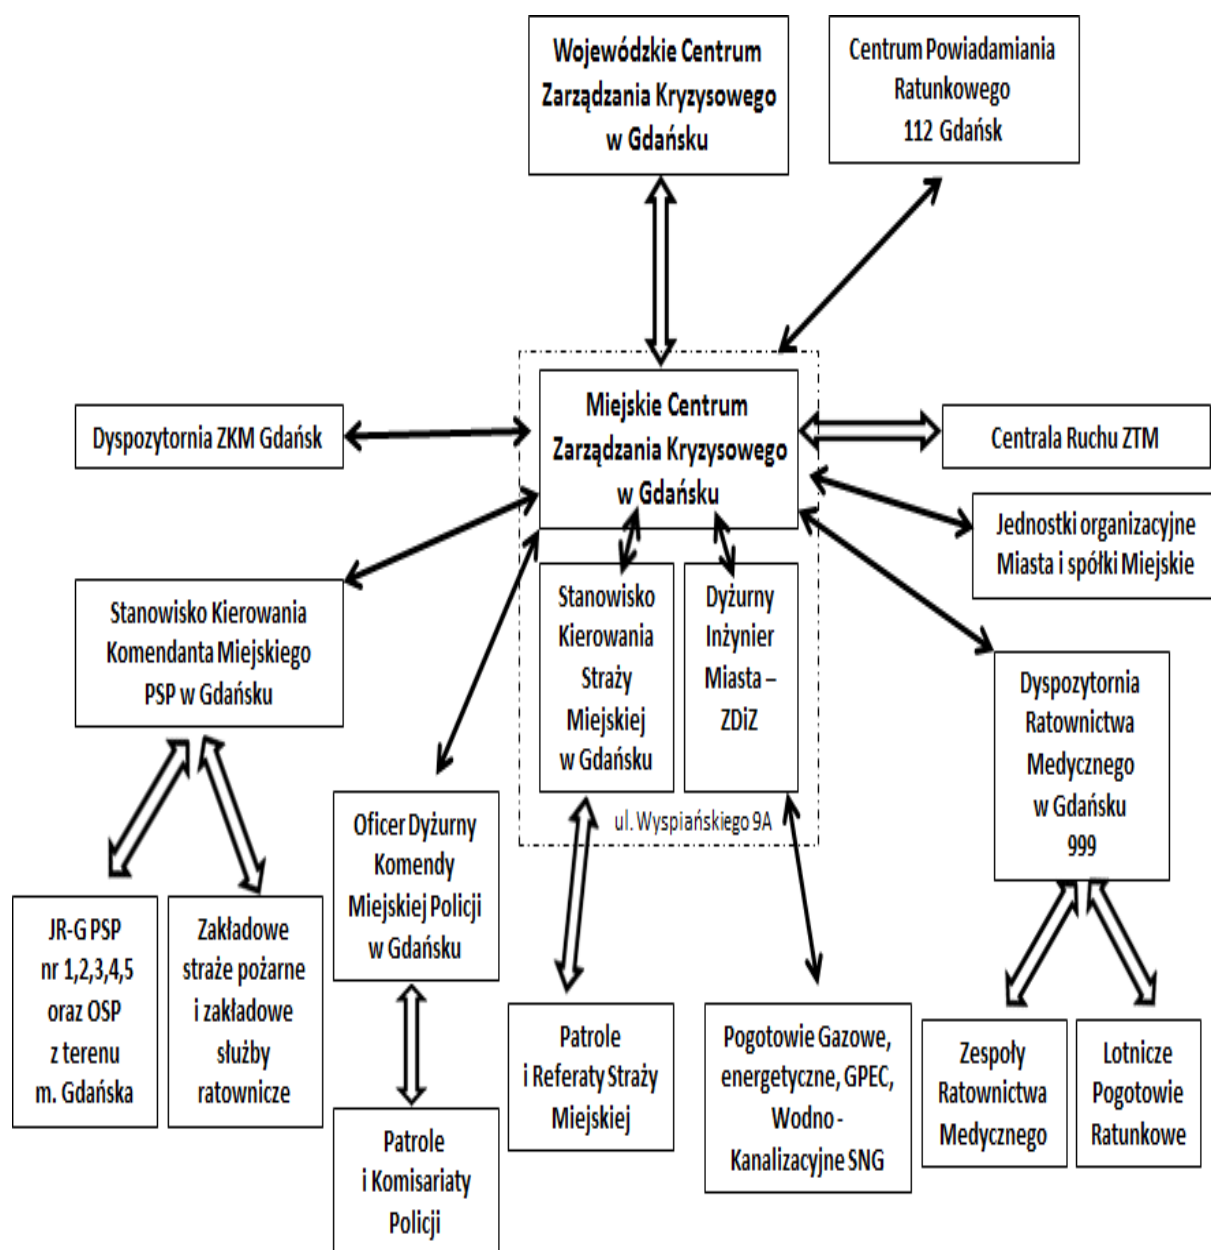 Wojewódzkie Centrum
Zarządzania Kryzysowego
w Gdańsku
Centrum Powiadamiania
Ratunkowego
112 Gdańsk
Dyspozytornia ZKM Gdańsk
Miejskie Centrum
Zarządzania Kryzysowego
w Gdańsku
Centrala Ruchu ZTM
Jednostki organizacyjne
Miasta i spółki Miejskie
Stanowisko Kierowania
Komendanta Miejskiego
PSP w Gdańsku
Stanowisko
Kierowania
Straży
Miejskiej
w Gdańsku
Dyżurny
Inżynier
Miasta –
ZDiZ
ul. Wyspiańskiego 9A
Dyspozytornia
Ratownictwa
Medycznego
w Gdańsku
999
Oficer Dyżurny
Komendy
Miejskiej Policji
w Gdańsku
JR-G PSP
nr 1,2,3,4,5
oraz OSP
z terenu
m. Gdańska
Zakładowe
straże pożarne
i zakładowe
służby
ratownicze
Patrole
i Komisariaty
Policji
Patrole
i Referaty Straży
Miejskiej
Pogotowie Gazowe,
energetyczne, GPEC,
Wodno -
Kanalizacyjne SNG
Zespoły
Ratownictwa
Medycznego
Lotnicze
Pogotowie
Ratunkowe